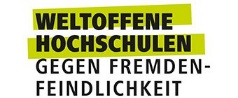 WELTOFFENE
HOCHSCHULEN
GEGEN FREMDEN-
FEINDLICHKEIT